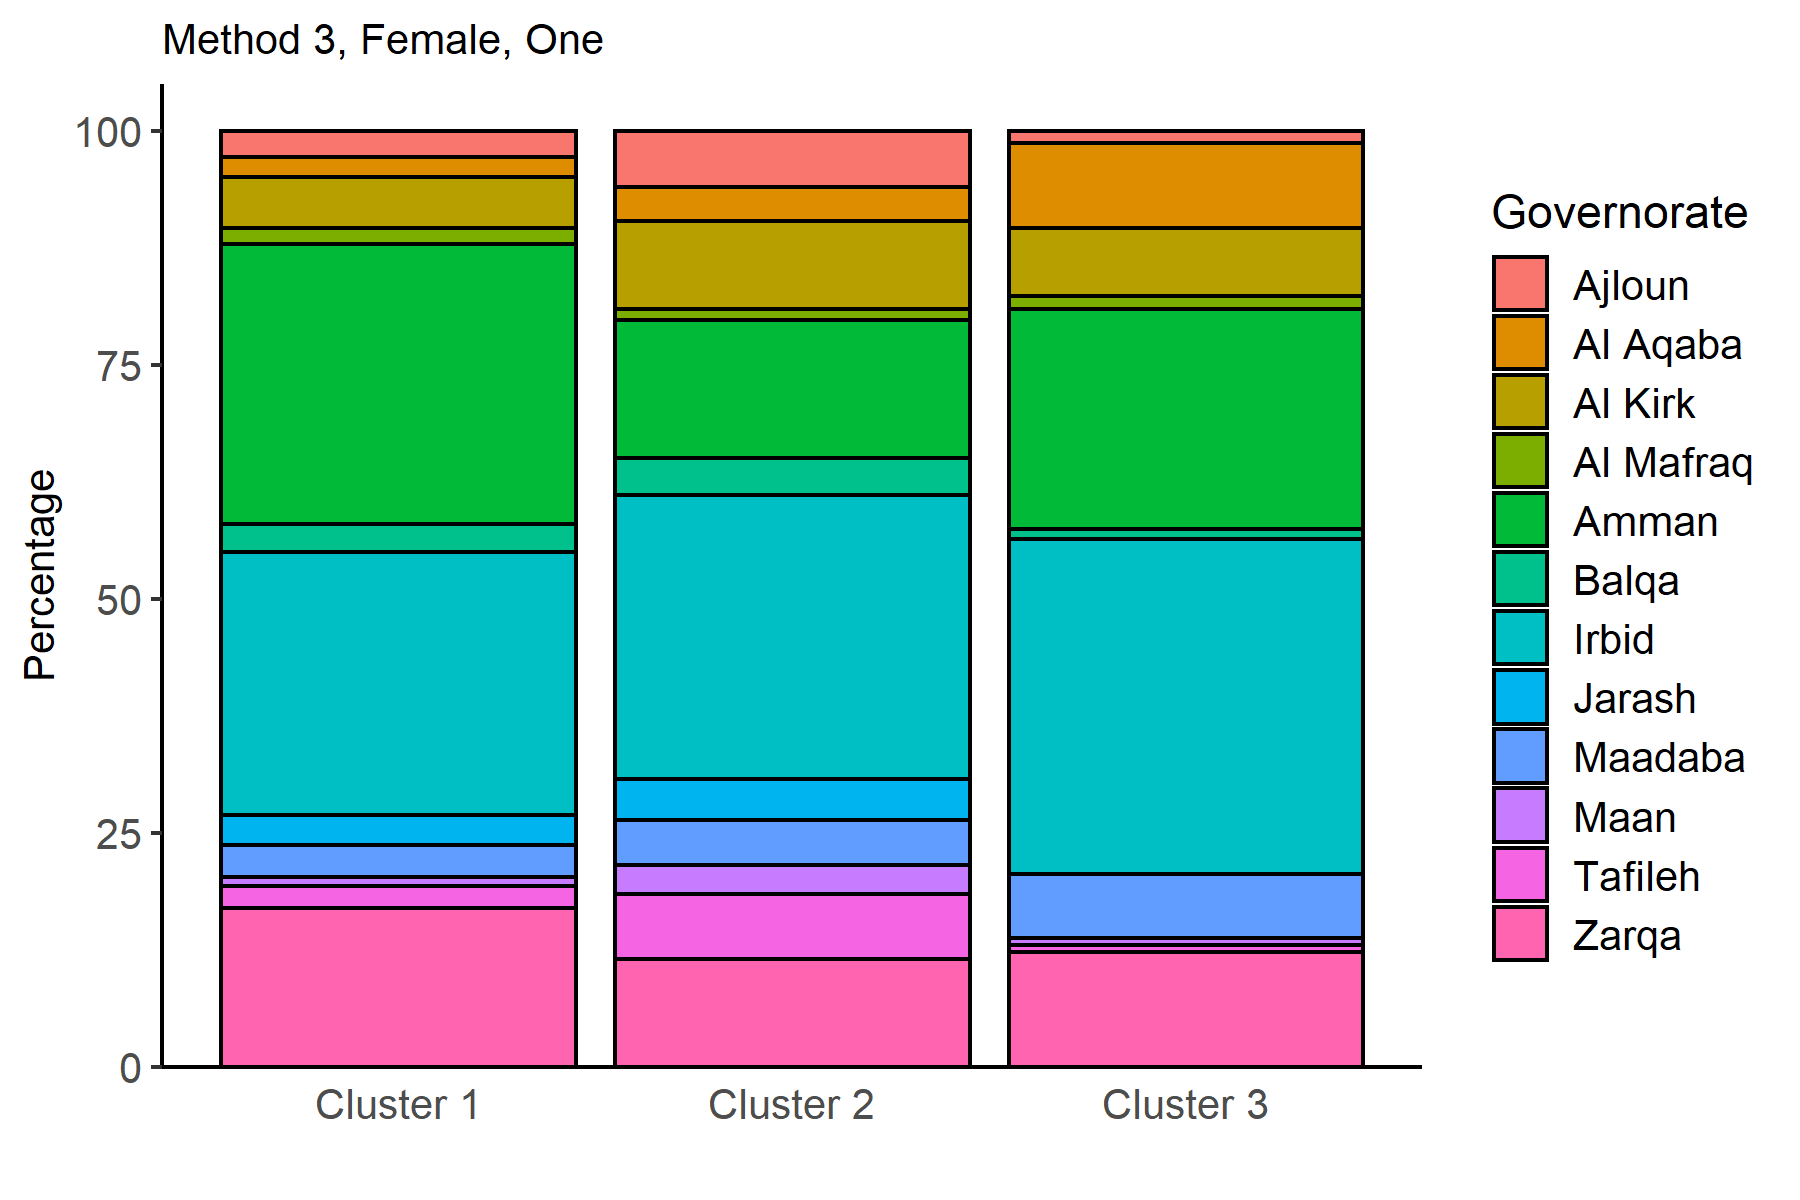 Method 3, Female, One
Percentage
100
75
50
25
0
Cluster 1
Cluster 2
Cluster 3
Governorate
Ajloun
Al Aqaba
Al Kirk
Al Mafraq
Amman
Balqa
Irbid
Jarash
Maadaba
Maan
Tafileh
Zarqa